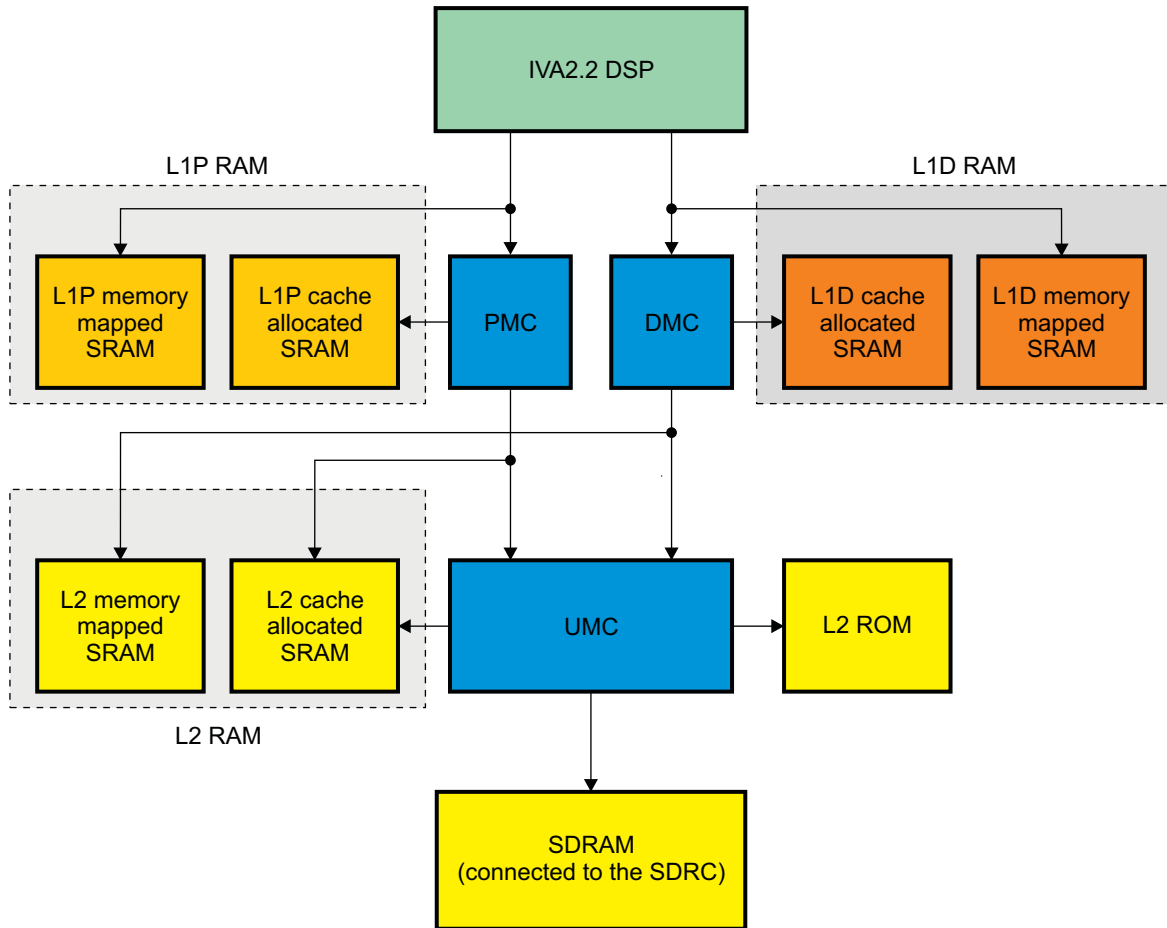 IVA2.2 DSP
L1P RAM
L1D RAM
L1P memory
mapped
SRAM
L1P cache
allocated
SRAM
PMC
DMC
L1D cache
allocated
SRAM
L1D memory
mapped
SRAM
L2 memory
mapped
SRAM
L2 cache
allocated
SRAM
UMC
L2 ROM
L2 RAM
SDRAM
(connected to the SDRC)